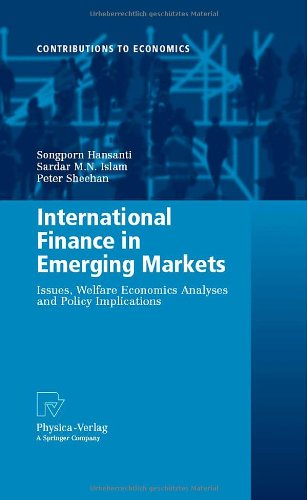 Urheberrechtlich geschütztes Material
CONTRIBUTIONS TO ECONOMICS
Songporn Hansanti
Sardar M.N. Islam
Peter Sheehan
International
Finance in
Emerging Markets
Issues, Welfare Economics Analyses
and Policy Implications
Physica-Verlag
A Springer Company
Urheberrechtlich geschütztes Material